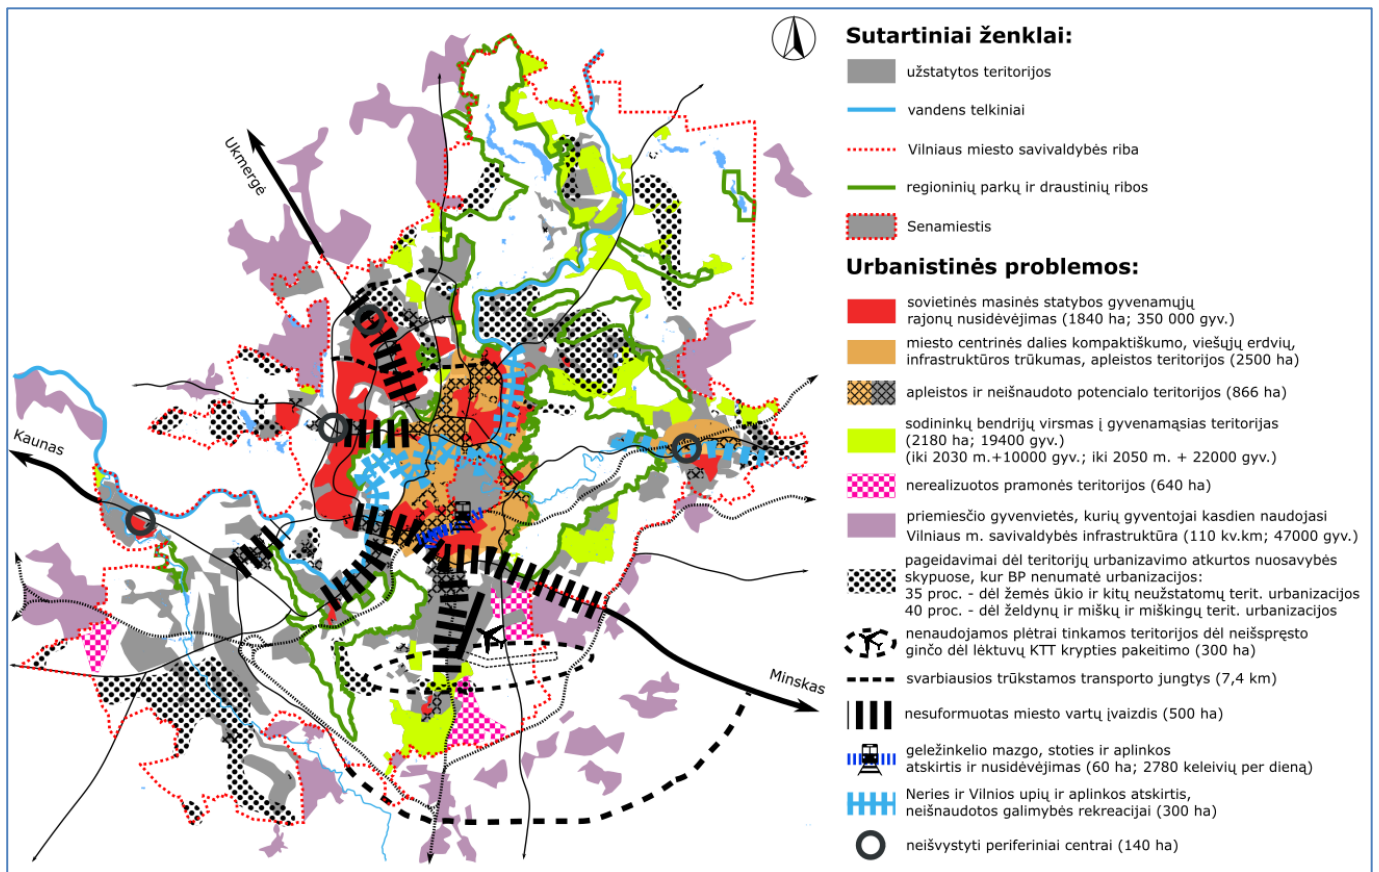 Ukmergė
Kaunas
Minskas
Sutartiniai ženklai:
užstatytos teritorijos
vandens telkiniai
Vilniaus miesto savivaldybės riba
regioninių parkų ir draustinių ribos
Senamiestis
Urbanistinės problemos:
sovietinės masinės statybos gyvenamųjų
rajonų nusidėvėjimas (1840 ha; 350 000 gyv.)
miesto centrinės dalies kompaktiškumo, viešųjų erdvių,
infrastruktūros trūkumas, apleistos teritorijos (2500 ha)
apleistos ir neišnaudoto potencialo teritorijos (866 ha)
sodininkų bendrijų virsmas į gyvenamąsias teritorijas
(2180 ha; 19400 gyv.)
(iki 2030 m.+10000 gyv.; iki 2050 m. + 22000 gyv.)
nerealizuotos pramonės teritorijos (640 ha)
priemiesčio gyvenvietės, kurių gyventojai kasdien naudojasi
Vilniaus m. savivaldybės infrastruktūra (110 kv.km; 47000 gyv.)
pageidavimai dėl teritorijų urbanizavimo atkurtos nuosavybės
skypuose, kur BP nenumatė urbanizacijos:
35 proc. - dėl žemės ūkio ir kitų neužstatomų terit. urbanizacijos
40 proc. - dėl želdynų ir miškų ir miškingų terit. urbanizacijos
nenaudojamos plėtrai tinkamos teritorijos dėl neišspręsto
ginčo dėl lėktuvų KTT krypties pakeitimo (300 ha)
svarbiausios trūkstamos transporto jungtys (7,4 km)
nesuformuotas miesto vartų įvaizdis (500 ha)
geležinkelio mazgo, stoties ir aplinkos
atskirtis ir nusidėvėjimas (60 ha; 2780 keleivių per dieną)
Neries ir Vilnios upių ir aplinkos atskirtis,
neišnaudotos galimybės rekreacijai (300 ha)
neišvystyti periferiniai centrai (140 ha)